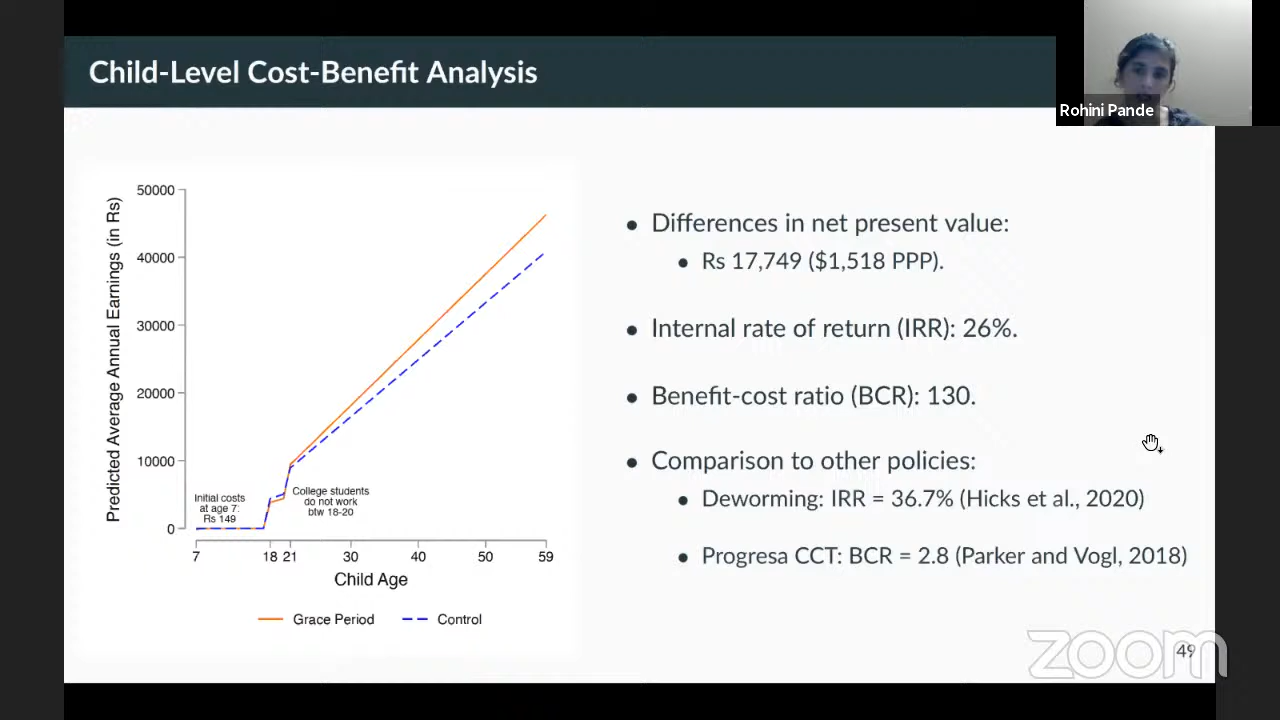 Child-Level Cost-Benefit Analysis
Rohini Pande
Predicted Average Annual Earnings (in Rs)
50000
40000
30000
20000
10000
0
Initial costs
at age 7:
Rs 149
College students
do not work
btw 18-20
7 18 21 30 40 50 59
Child Age
Grace Period Control
• Differences in net present value:
• Rs 17,749 ($1,518 PPP).
• Internal rate of return (IRR): 26%.
• Benefit-cost ratio (BCR): 130.
• Comparison to other policies:
• Deworming: IRR = 36.7% (Hicks et al., 2020)
• Progresa CCT: BCR = 2.8 (Parker and Vogl, 2018)
zoom
49